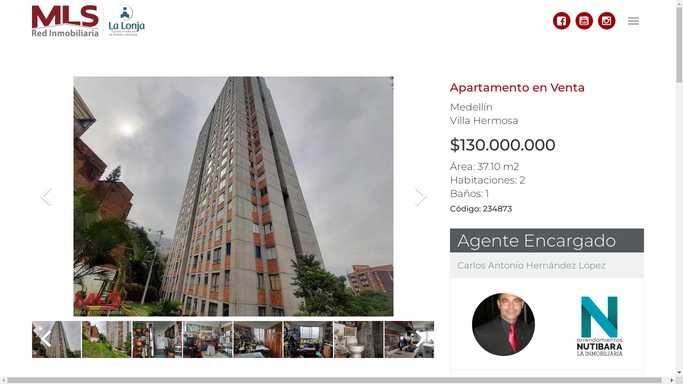 MLS
Red Inmobiliaria
La Lonja
Apartamento en Venta
Medellín
Villa Hermosa
$130.000.000
Área: 37.10 m2
Habitaciones: 2
Baños: 1
Código: 234873
Agente Encargado
Carlos Antonio Hernández López
N
arrendamientos
NUTIBARA
LA INMOBILIARIA